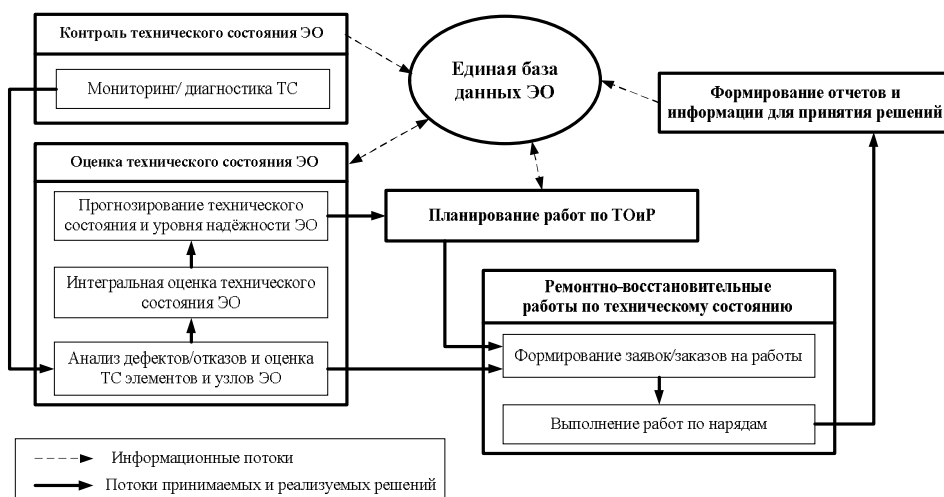 Контроль технического состояния ЭО
Мониторинг/ диагностика ТС
Единая база
данных ЭО
Формирование отчетов и
информации для принятия решений
Оценка технического состояния ЭО
Прогнозирование технического
состояния и уровня надёжности ЭО
Интегральная оценка технического
состояния ЭО
Анализ дефектов/отказов и оценка
ТС элементов и узлов ЭО
Планирование работ по ТОиР
Ремонтно-восстановительные
работы по техническому состоянию
Формирование заявок/заказов на работы
Выполнение работ по нарядам
Информационные потоки
Потоки принимаемых и реализуемых решений